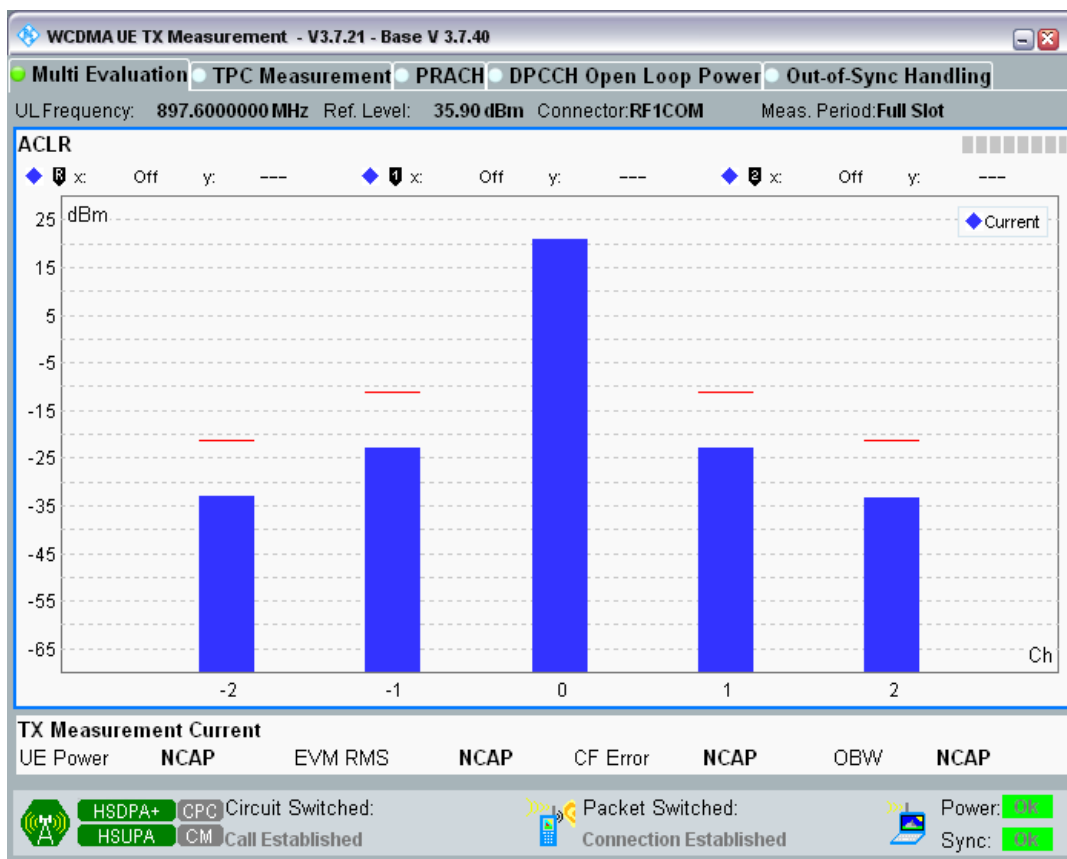 WCDMA UE TX Measurement - V3.7.21 - Base V 3.7.40
Multi Evaluation TPC Measurement PRACH DPCCH Open Loop Power Out-of-Sync Handling
UL Frequency: 897.6000000 MHz Ref. Level: 35.90 dBm Connector:RF1COM Meas. Period:Full Slot
ACLR
R x: Off y: --- 1 x: Off y: --- 2 x: Off y: ---
dBm
Current
25
15
5
-5
-15
-25
-35
-45
-55
-65
Ch
-2 -1 0 1 2
TX Measurement Current
UE Power NCAP EVM RMS NCAP CF Error NCAP OBW NCAP
HSDPA+ CPC Circuit Switched: Packet Switched: Power: Ok
HSUPA CM Call Established Connection Established Sync: Ok